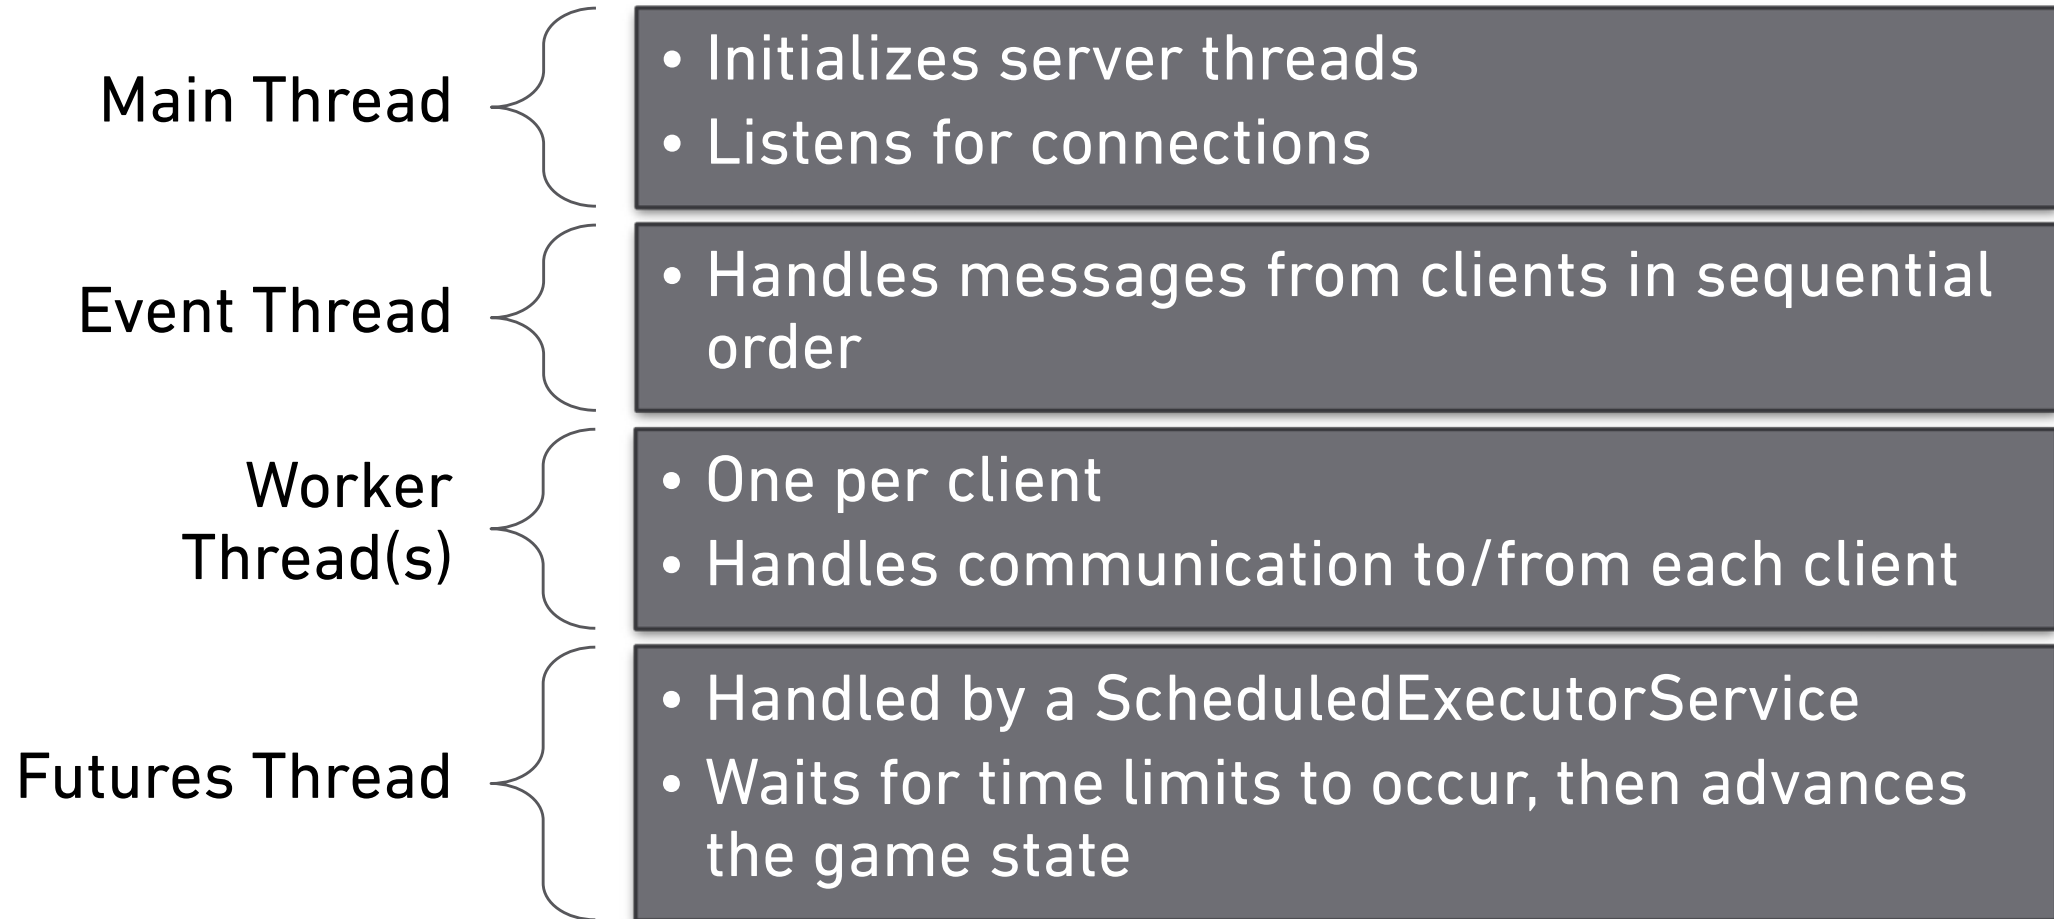 Main Thread
• Initializes server threads
• Listens for connections
Event Thread
• Handles messages from clients in sequential
order
Worker
Thread(s)
• One per client
• Handles communication to/from each client
Futures Thread
• Handled by a ScheduledExecutorService
• Waits for time limits to occur, then advances
the game state